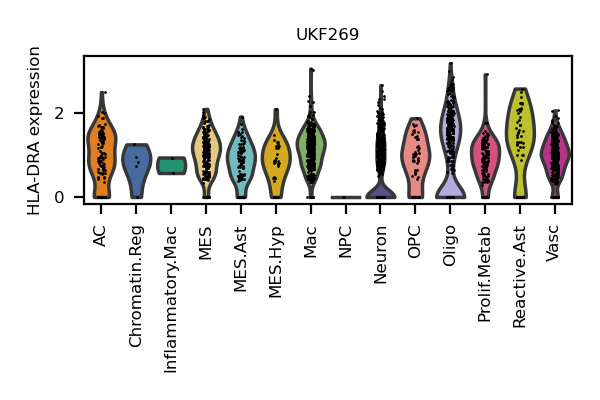 UKF269
HLA-DRA expression
2
0
AC
Chromatin.Reg
Inflammatory.Mac
MES
MES.Ast
MES.Hyp
Mac
NPC
Neuron
OPC
Oligo
Prolif.Metab
Reactive.Ast
Vasc